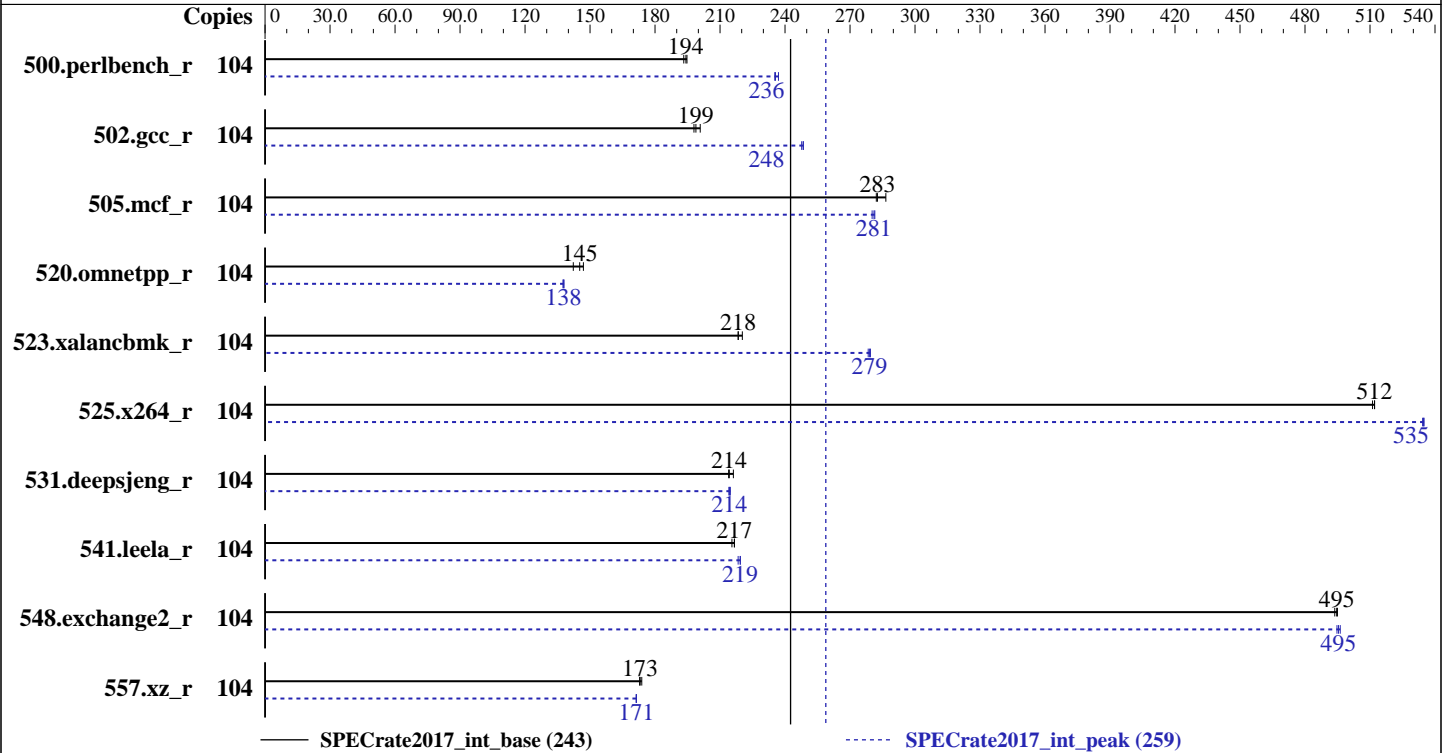 Copies 0 30.0 60.0 90.0 120 150 180 210 240 270 300 330 360 390 420 450 480 510 540
194
500.perlbench_r 104
236
199
502.gcc_r 104
248
283
505.mcf_r 104
281
145
520.omnetpp_r 104
138
218
523.xalancbmk_r 104
279
512
525.x264_r 104
535
214
531.deepsjeng_r 104
214
217
541.leela_r 104
219
495
548.exchange2_r 104
495
173
557.xz_r 104
171
SPECrate2017_int_base (243) SPECrate2017_int_peak (259)